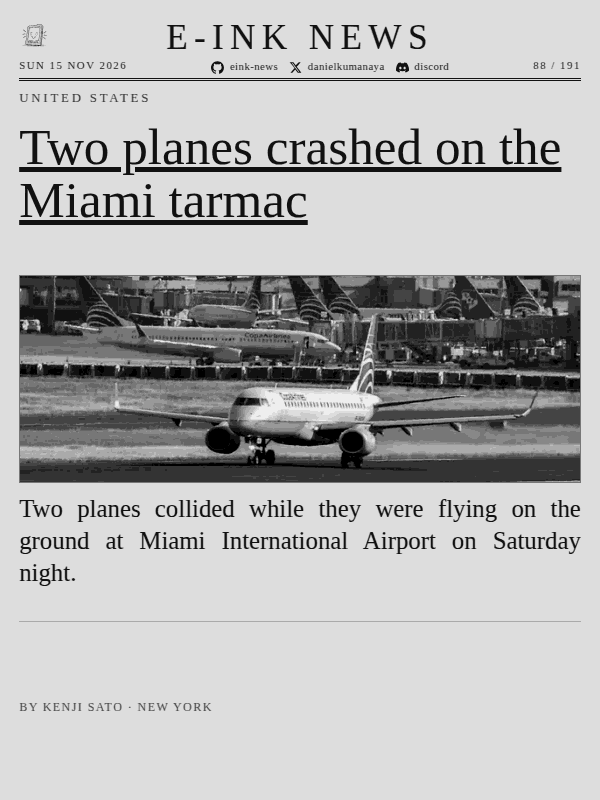 E-INK NEWS
SUN 15 NOV 2026
eink-news danielkumanaya discord
88 / 191
UNITED STATES
Two planes crashed on the
Miami tarmac
CopaAirlines
CopaAirlines
Two planes collided while they were flying on the
ground at Miami International Airport on Saturday
night.
BY KENJI SATO · NEW YORK